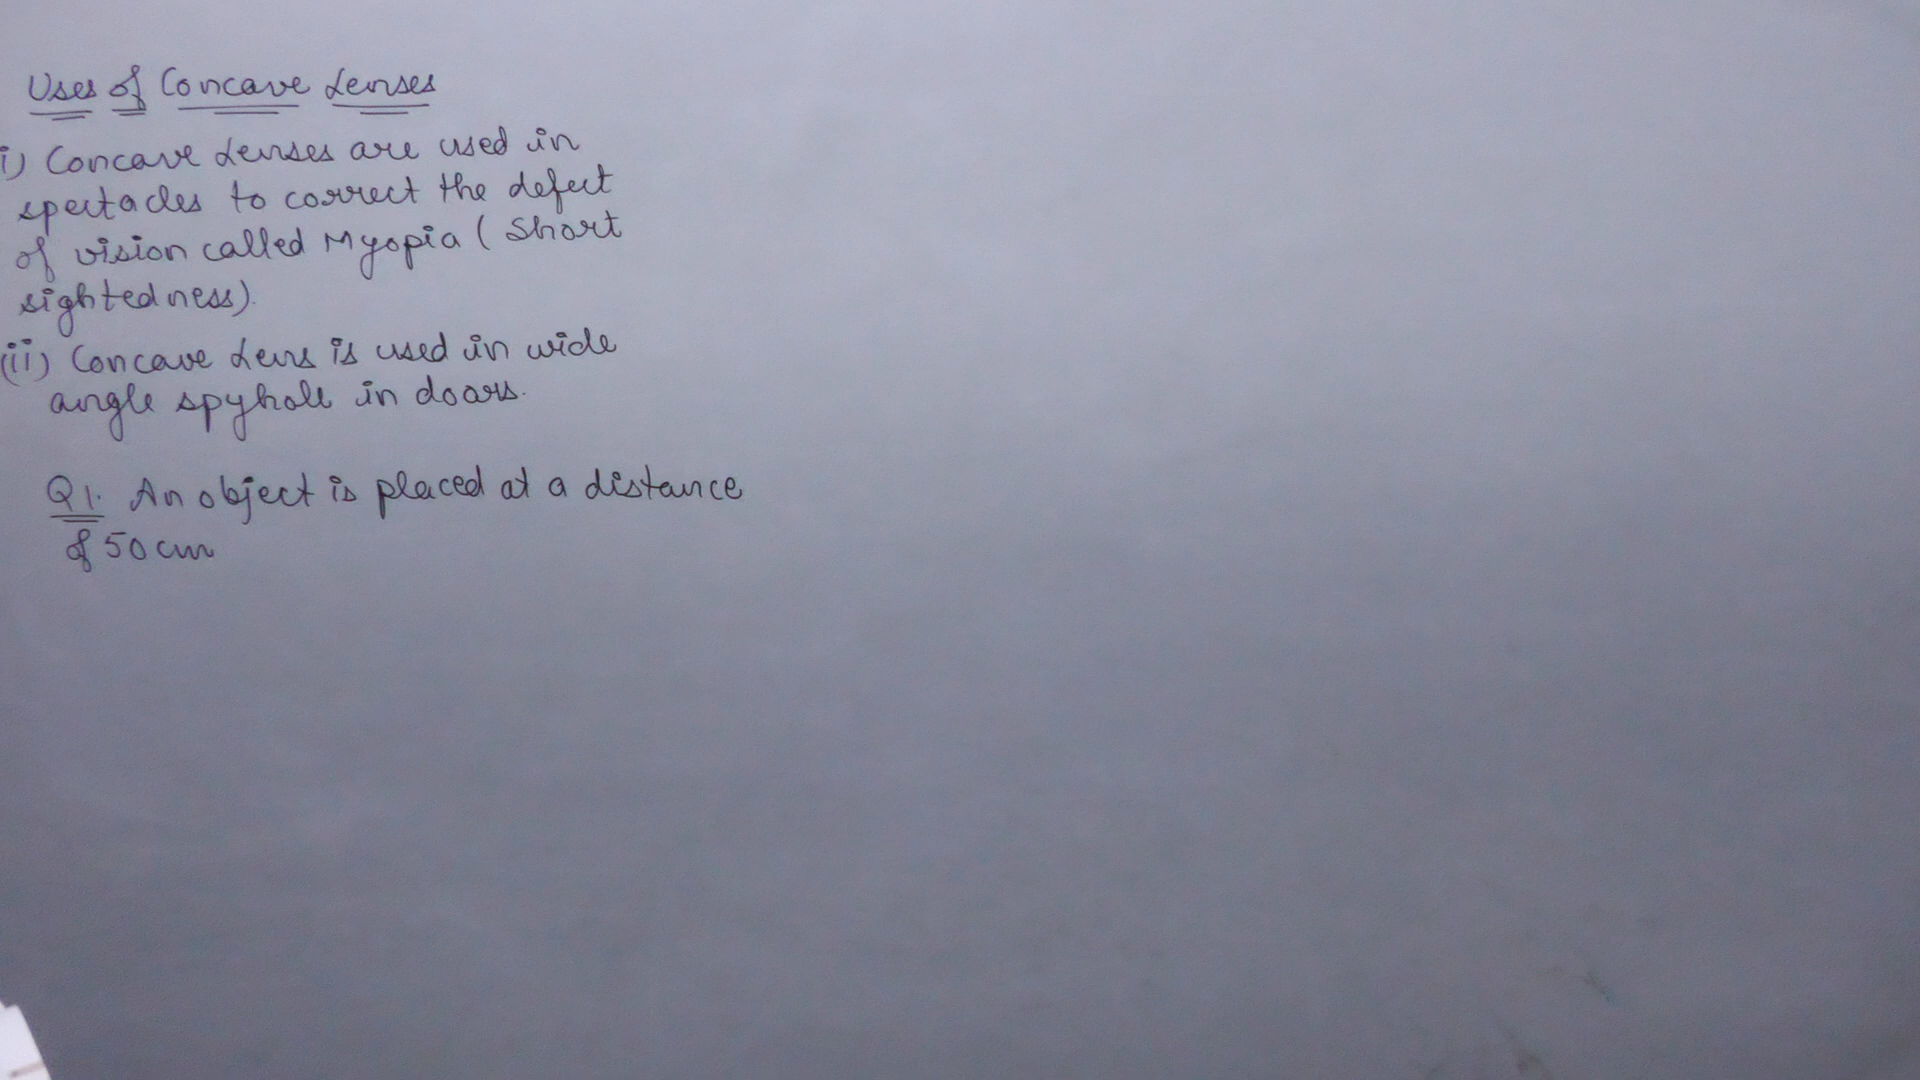 Uses of Concave Lenses
i) Concave Lenses are used in
spectacles to correct the defect
of vision called Myopia (Short
sightedness).
(ii) Concave Lens is used in wide
angle spyhole in doors.
Q1. An object is placed at a distance
of 50 cm